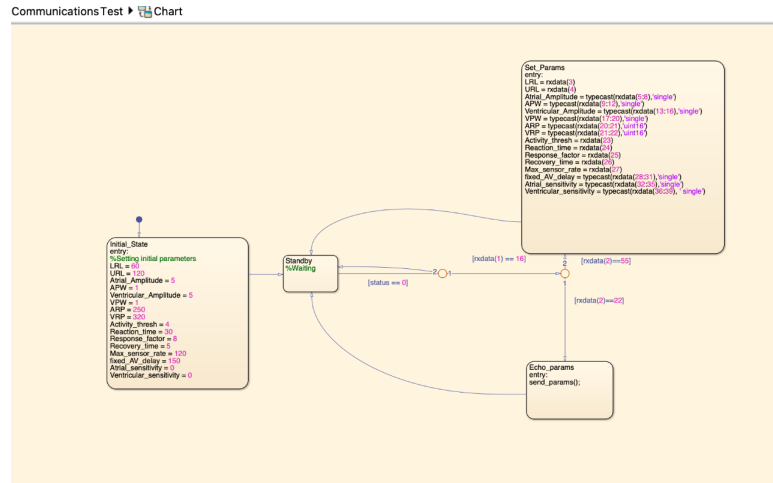 CommunicationsTest Chart
Set_Params
entry:
LRL = rxdata(3)
URL = rxdata(4)
Atrial_Amplitude = typecast(rxdata(5:8),'single')
APW = typecast(rxdata(9:12),'single')
Ventricular_Amplitude = typecast(rxdata(13:16),'single')
VPW = typecast(rxdata(17:20),'single')
ARP = typecast(rxdata(20:21),'uint16')
VRP = typecast(rxdata(21:22),'uint16')
Activity_thresh = rxdata(23)
Reaction_time = rxdata(24)
Response_factor = rxdata(25)
Recovery_time = rxdata(26)
Max_sensor_rate = rxdata(27)
fixed_AV_delay = typecast(rxdata(28:31),'single')
Atrial_sensitivity = typecast(rxdata(32:35),'single')
Ventricular_sensitivity = typecast(rxdata(36:39), 'single')
Initial_State
entry:
%Setting initial parameters
LRL = 60
URL = 120
Atrial_Amplitude = 5
APW = 1
Ventricular_Amplitude = 5
VPW = 1
ARP = 250
VRP = 320
Activity_thresh = 4
Reaction_time = 30
Response_factor = 8
Recovery_time = 5
Max_sensor_rate = 120
fixed_AV_delay = 150
Atrial_sensitivity = 0
Ventricular_sensitivity = 0
Standby
%Waiting
[status == 0]
2
1
[rxdata(1) == 16]
2
[rxdata(2)==55]
1
[rxdata(2)==22]
Echo_params
entry:
send_params();